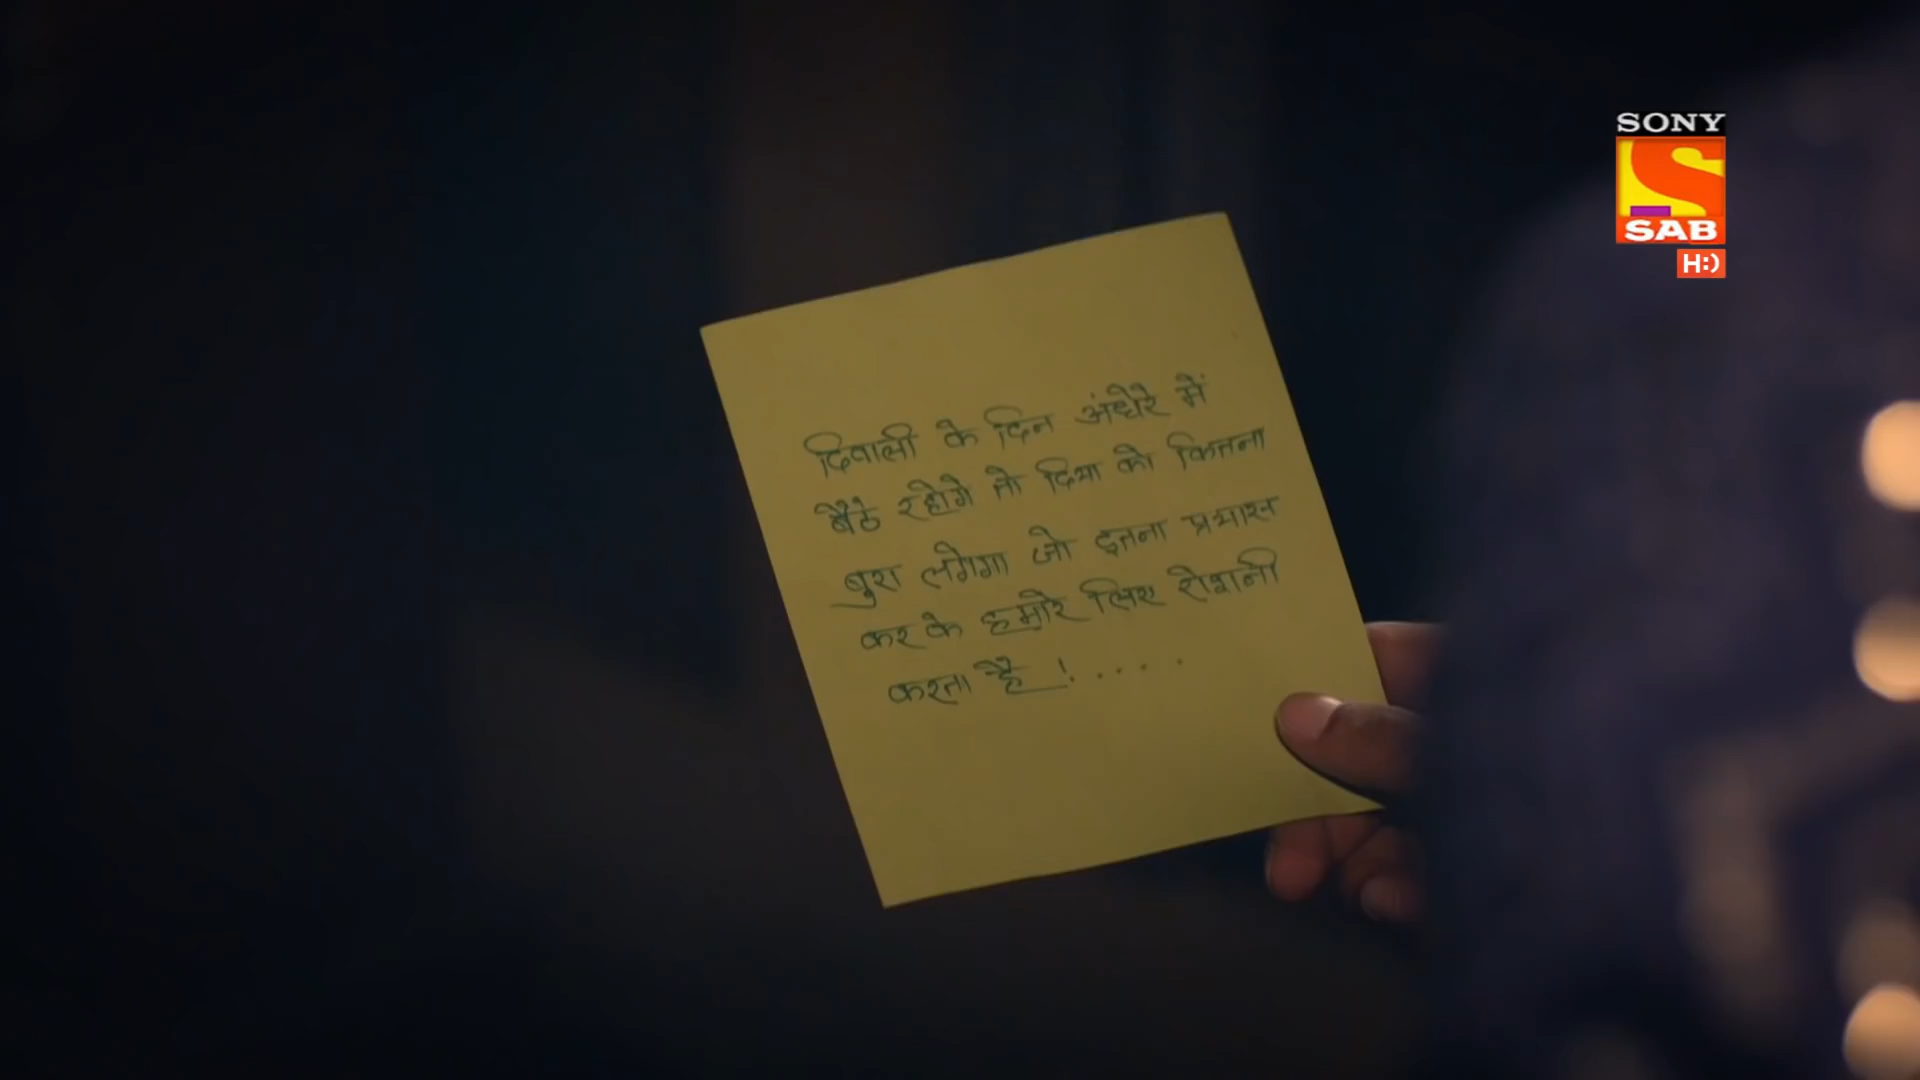 SONY
SAB
H:)
दिवाली के दिन अंधेरे में
बैठे रहोगे तो दिया को कितना
बुरा लगेगा जो इतना प्रयास
कर के हमारे लिए रोशनी
करता है !....